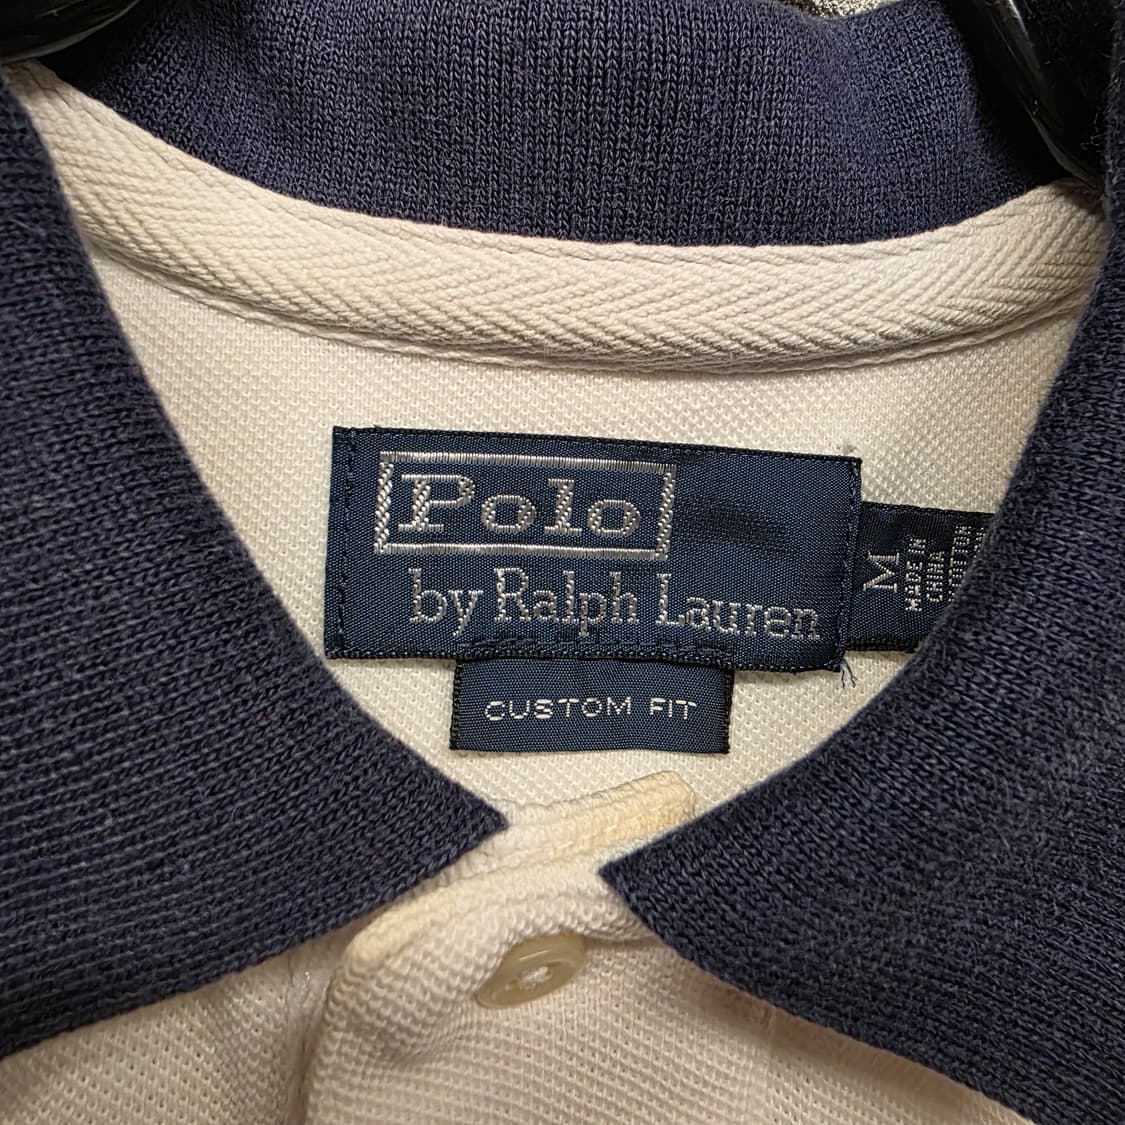 Polo
by Ralph Lauren
CUSTOM FIT
M
MADE IN
CHINA